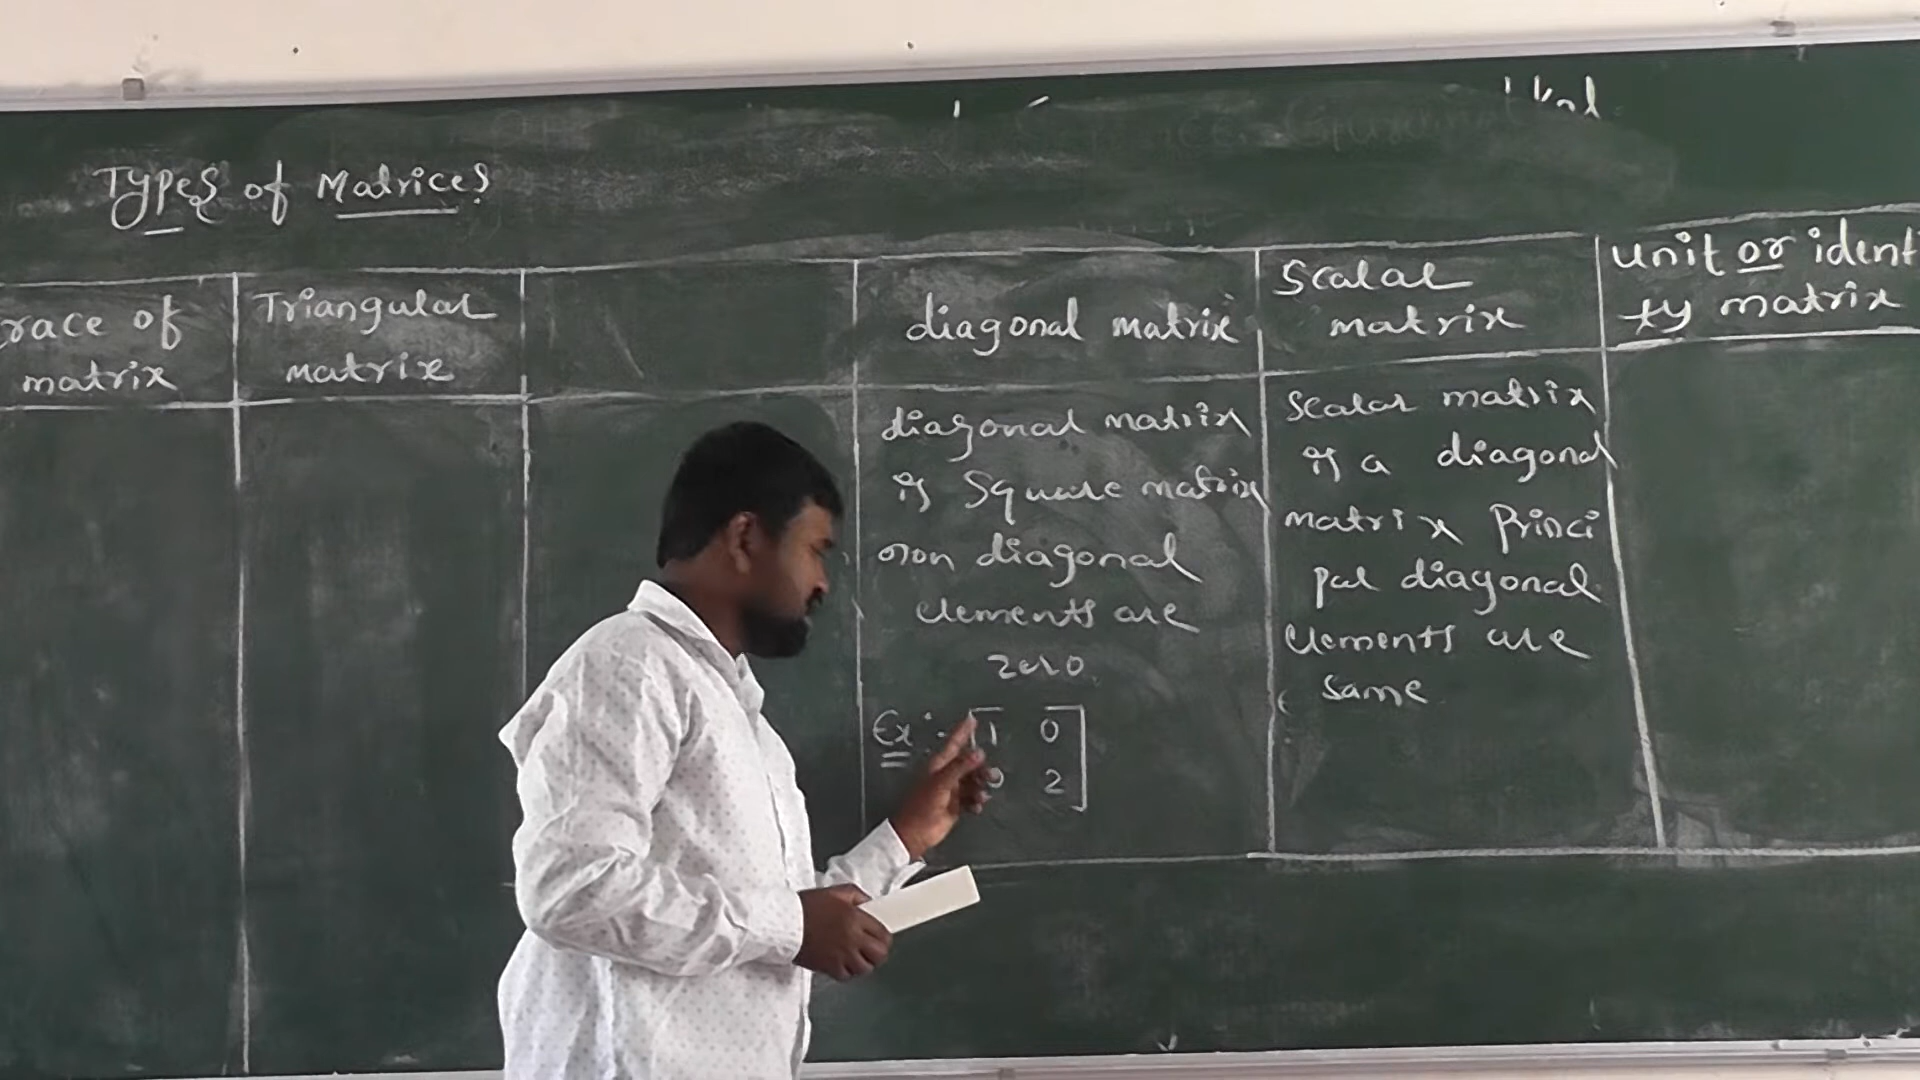 Types of Matrices
race of
matrix
Triangular
matrix
diagonal matrix
Scalar
matrix
unit or identi
ty matrix
diagonal matrix
is Square matrix
non diagonal
elements are
zero
Ex:- 1 0
2
Scalar matrix
is a diagonal
matrix Princi
pal diagonal
elements are
same